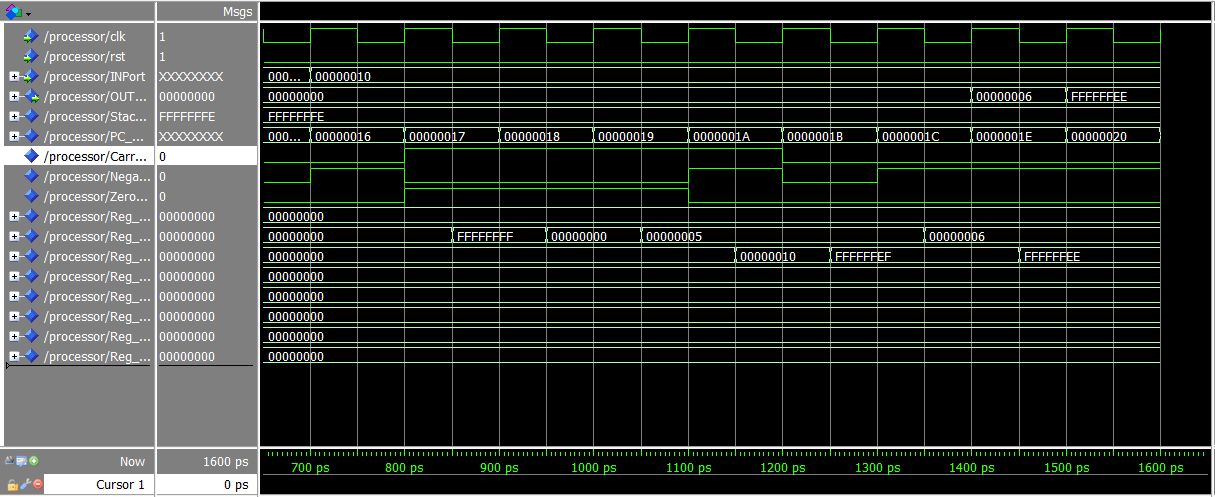 Msgs
/processor/clk 1
/processor/rst 1
/processor/INPort XXXXXXXX 000... 00000010
/processor/OUT... 00000000 00000000 00000006 FFFFFFEE
/processor/Stac... FFFFFFFE FFFFFFFE
/processor/PC_... XXXXXXXX 000... 00000016 00000017 00000018 00000019 0000001A 0000001B 0000001C 0000001E 00000020
/processor/Carr... 0
/processor/Nega... 0
/processor/Zero... 0
/processor/Reg_... 00000000 00000000
/processor/Reg_... 00000000 00000000 FFFFFFFF 00000000 00000005 00000006
/processor/Reg_... 00000000 00000000 00000010 FFFFFFEF FFFFFFEE
/processor/Reg_... 00000000 00000000
/processor/Reg_... 00000000 00000000
/processor/Reg_... 00000000 00000000
/processor/Reg_... 00000000 00000000
/processor/Reg_... 00000000 00000000
Now 1600 ps 700 ps 800 ps 900 ps 1000 ps 1100 ps 1200 ps 1300 ps 1400 ps 1500 ps 1600 ps
Cursor 1 0 ps